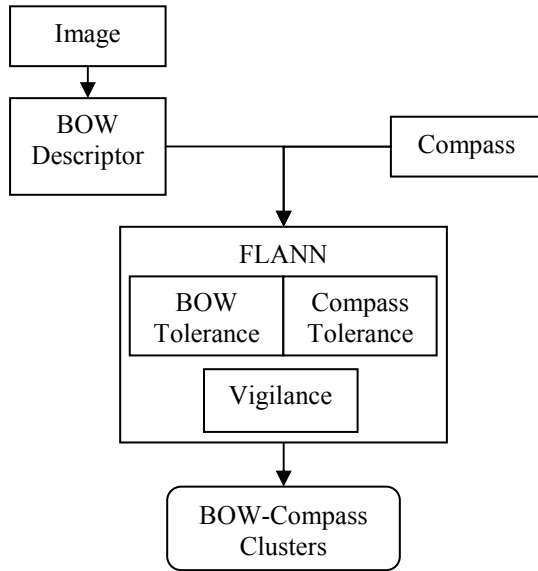 Image
BOW
Descriptor
Compass
FLANN
BOW
Tolerance
Compass
Tolerance
Vigilance
BOW-Compass
Clusters